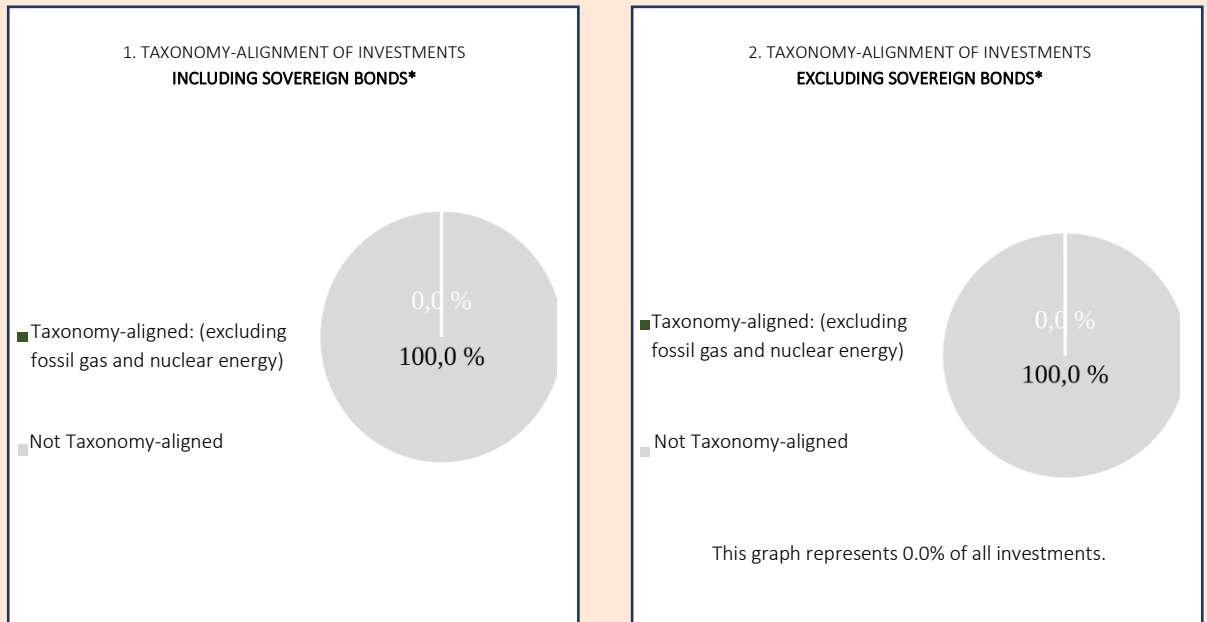 1. TAXONOMY-ALIGNMENT OF INVESTMENTS
INCLUDING SOVEREIGN BONDS*
0,0 %
100,0 %
Taxonomy-aligned: (excluding
fossil gas and nuclear energy)
Not Taxonomy-aligned
2. TAXONOMY-ALIGNMENT OF INVESTMENTS
EXCLUDING SOVEREIGN BONDS*
0,0 %
100,0 %
Taxonomy-aligned: (excluding
fossil gas and nuclear energy)
Not Taxonomy-aligned
This graph represents 0.0% of all investments.